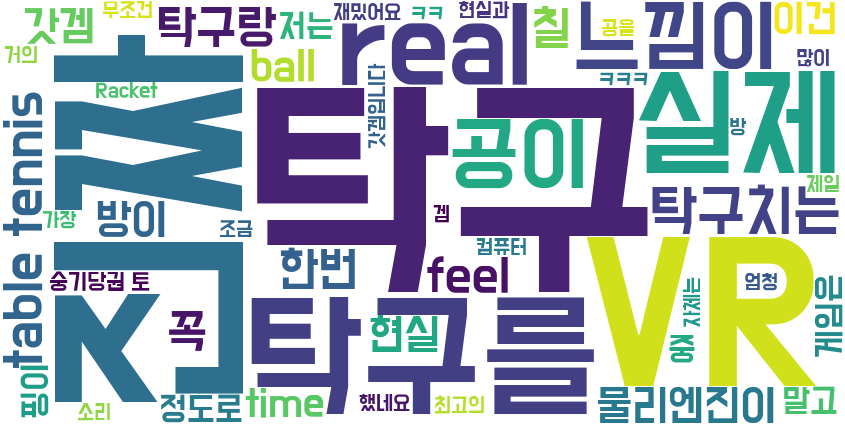 무조건
재밌어요
ㅋㅋ
현실과
갓겜
탁구랑
저는
real
칠
공을
느낌이
이건
거의
ball
많이
Racket
ㅋㅋㅋ
진짜
탁구
실제
갓겜입니다
공이
방
table tennis
제일
방이
가장
조금
겜
탁구치는
컴퓨터
VR
한번
feel
숭기당권 토
엄청
자체는
게임은
꼭
탁구를
현실
핑이
소리
정도로
time
했네요
최고의
물리엔진이
말고